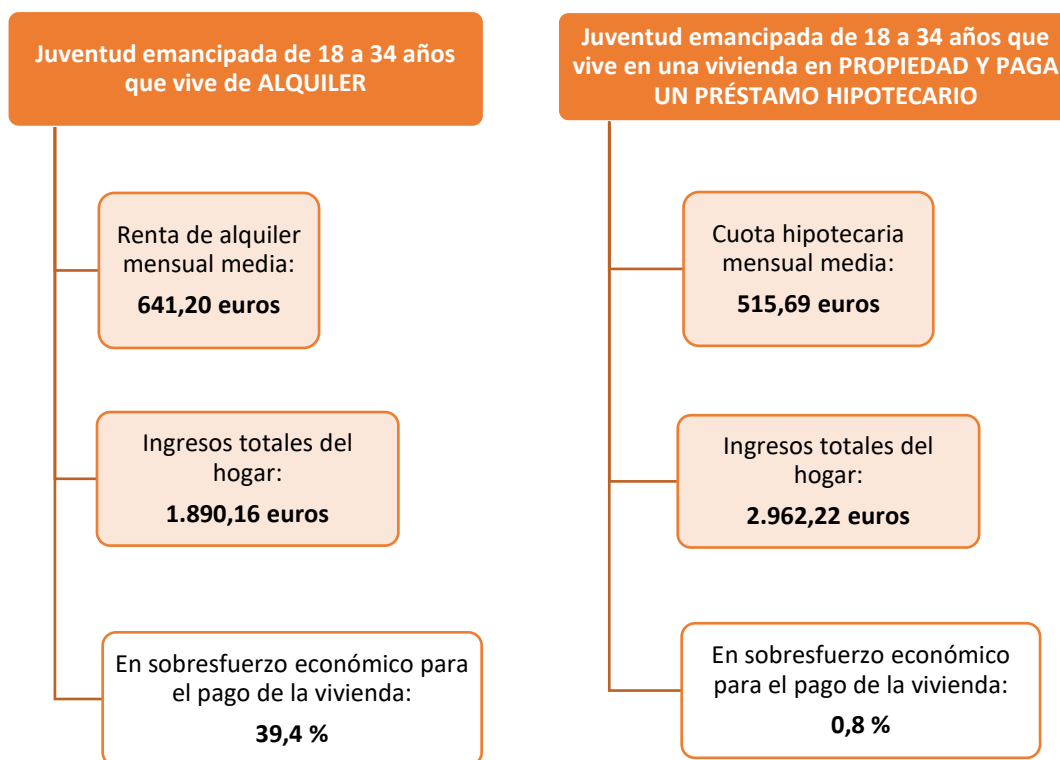 Juventud emancipada de 18 a 34 años
que vive de ALQUILER
Renta de alquiler
mensual media:
641,20 euros
Ingresos totales del
hogar:
1.890,16 euros
En sobresfuerzo económico para
el pago de la vivienda:
39,4 %
Juventud emancipada de 18 a 34 años que
vive en una vivienda en PROPIEDAD Y PAGA
UN PRÉSTAMO HIPOTECARIO
Cuota hipotecaria
mensual media:
515,69 euros
Ingresos totales del
hogar:
2.962,22 euros
En sobresfuerzo económico
para el pago de la vivienda:
0,8 %